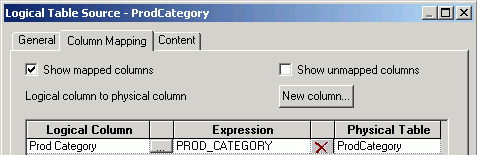 Logical Table Source - ProdCategory
General Column Mapping Content
Show mapped columns Show unmapped columns
Logical column to physical column New column...
Logical Column Expression Physical Table
Prod Category ... PROD_CATEGORY ProdCategory